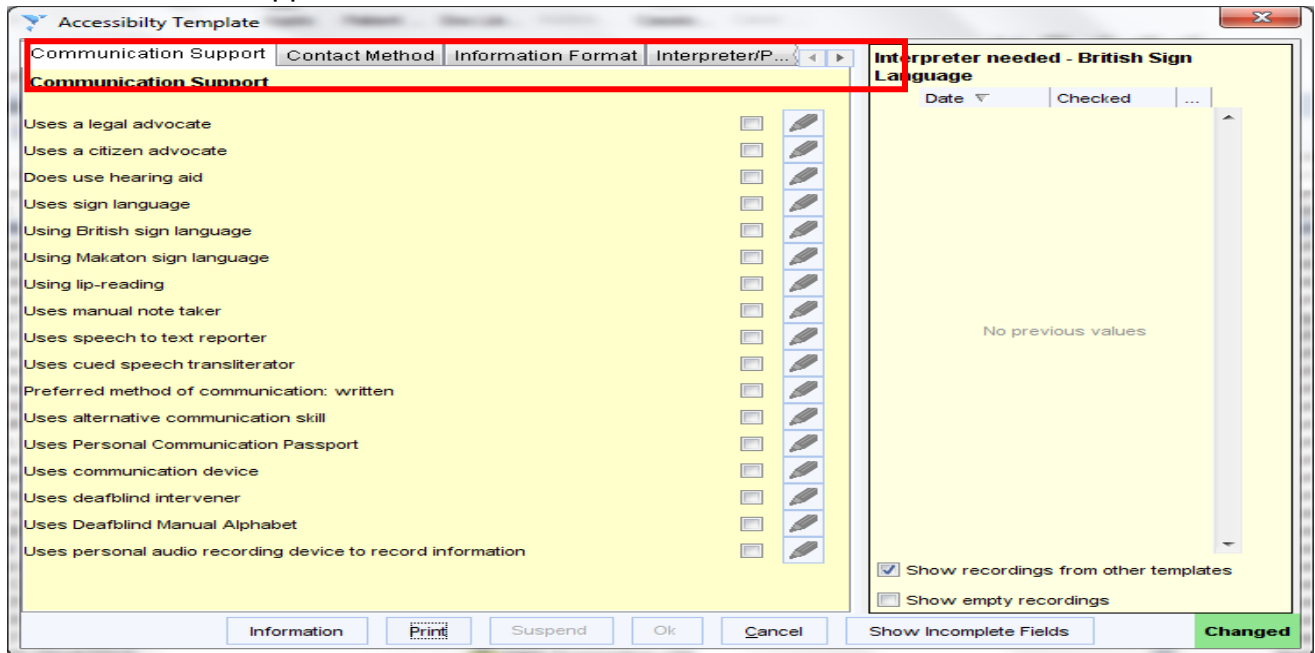 Accessibilty Template
Communication Support Contact Method Information Format Interpreter/P...
Communication Support
Uses a legal advocate
Uses a citizen advocate
Does use hearing aid
Uses sign language
Using British sign language
Using Makaton sign language
Using lip-reading
Uses manual note taker
Uses speech to text reporter
Uses cued speech transliterator
Preferred method of communication: written
Uses alternative communication skill
Uses Personal Communication Passport
Uses communication device
Uses deafblind intervener
Uses Deafblind Manual Alphabet
Uses personal audio recording device to record information
Interpreter needed - British Sign
Language
Date Checked ...
No previous values
Show recordings from other templates
Show empty recordings
Information Print Suspend Ok Cancel Show Incomplete Fields Changed